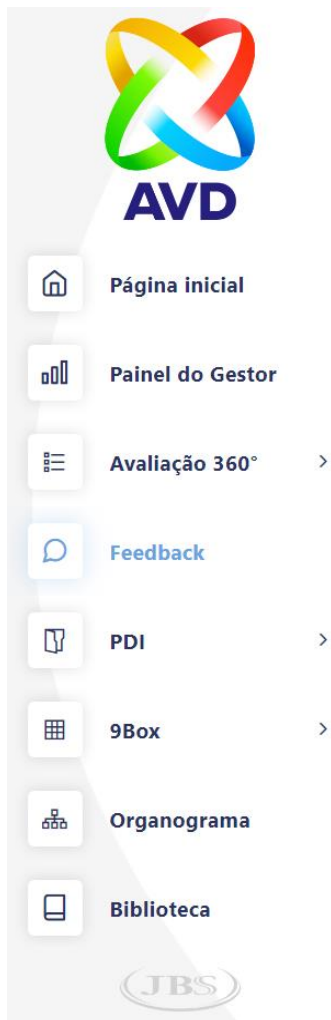 AVD
Página inicial
Painel do Gestor
Avaliação 360°
Feedback
PDI
9Box
Organograma
Biblioteca
JBS